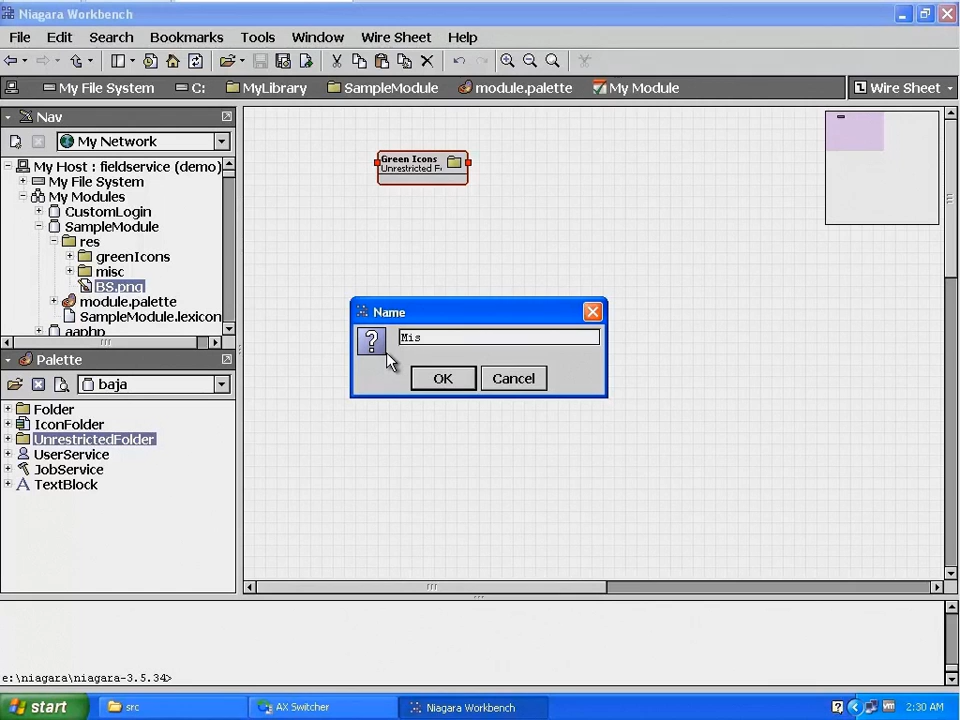 Niagara Workbench
File Edit Search Bookmarks Tools Window Wire Sheet Help
My File System C: MyLibrary SampleModule module.palette My Module Wire Sheet
Nav
My Network
My Host : fieldservice (demo)
My File System
My Modules
CustomLogin
SampleModule
res
greenIcons
misc
BS.png
module.palette
SampleModule.lexicon
aaphp
Palette
baja
Folder
IconFolder
UnrestrictedFolder
UserService
JobService
TextBlock
Green Icons
Unrestricted F
Name
Mis
OK Cancel
e:\niagara\niagara-3.5.34>
start src AX Switcher Niagara Workbench 2:30 AM